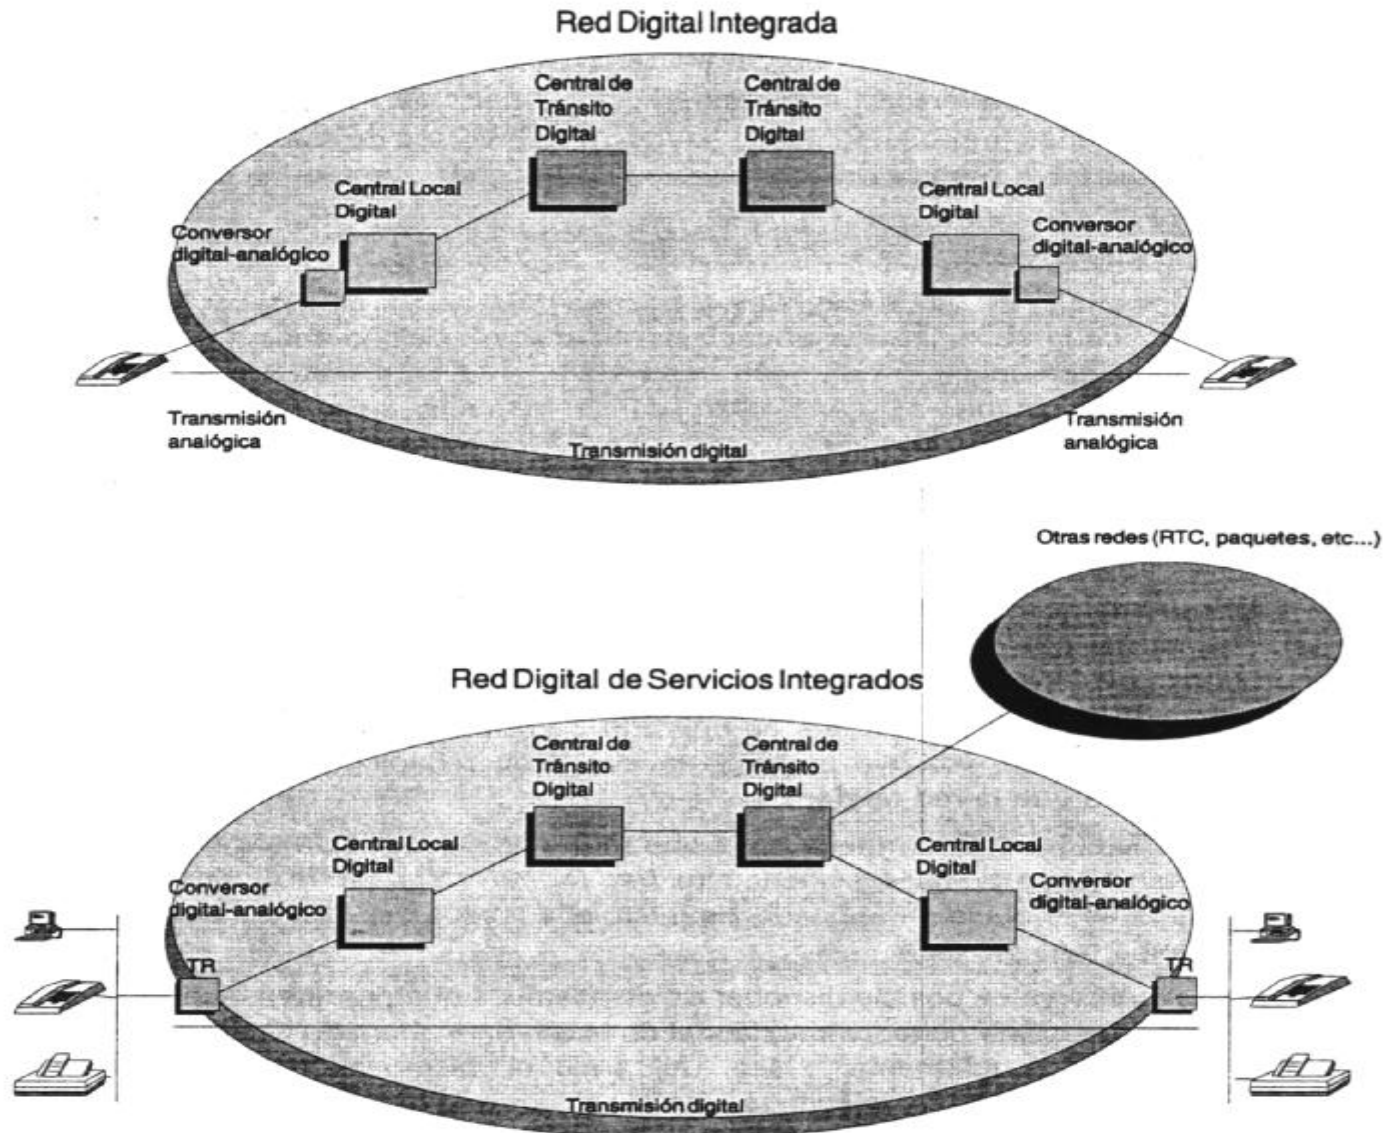 Red Digital Integrada
Central de
Tránsito
Digital
Central de
Tránsito
Digital
Central Local
Digital
Central Local
Digital
Conversor
digital-analógico
Conversor
digital-analógico
Transmisión
analógica
Transmisión digital
Transmisión
analógica
Otras redes (RTC, paquetes, etc...)
Red Digital de Servicios Integrados
Central de
Tránsito
Digital
Central de
Tránsito
Digital
Central Local
Digital
Central Local
Digital
Conversor
digital-analógico
Conversor
digital-analógico
TR
TR
Transmisión digital